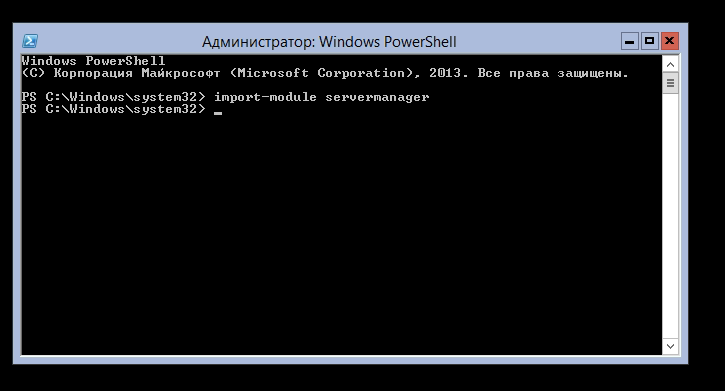 Администратор: Windows PowerShell
Windows PowerShell
(C) Корпорация Майкрософт (Microsoft Corporation), 2013. Все права защищены.
PS C:\Windows\system32> import-module servermanager
PS C:\Windows\system32>